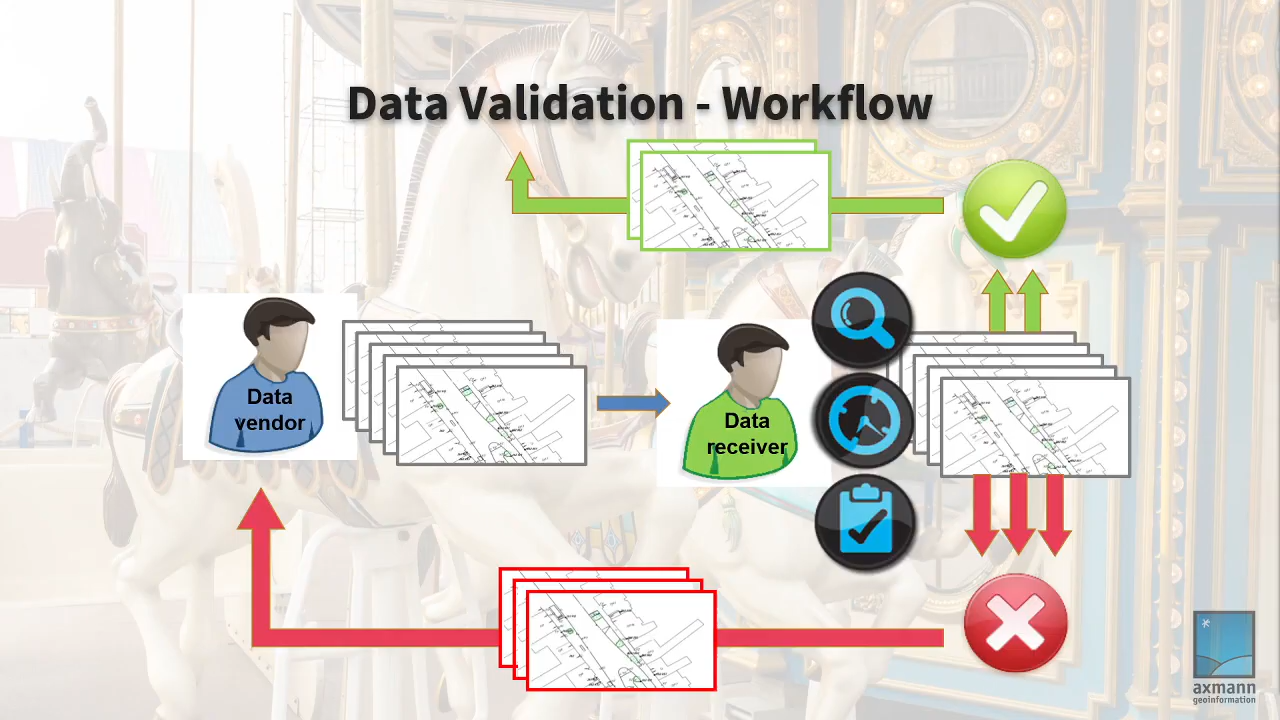 Data Validation - Workflow
Data
vendor
Data
receiver
axmann
geoinformation